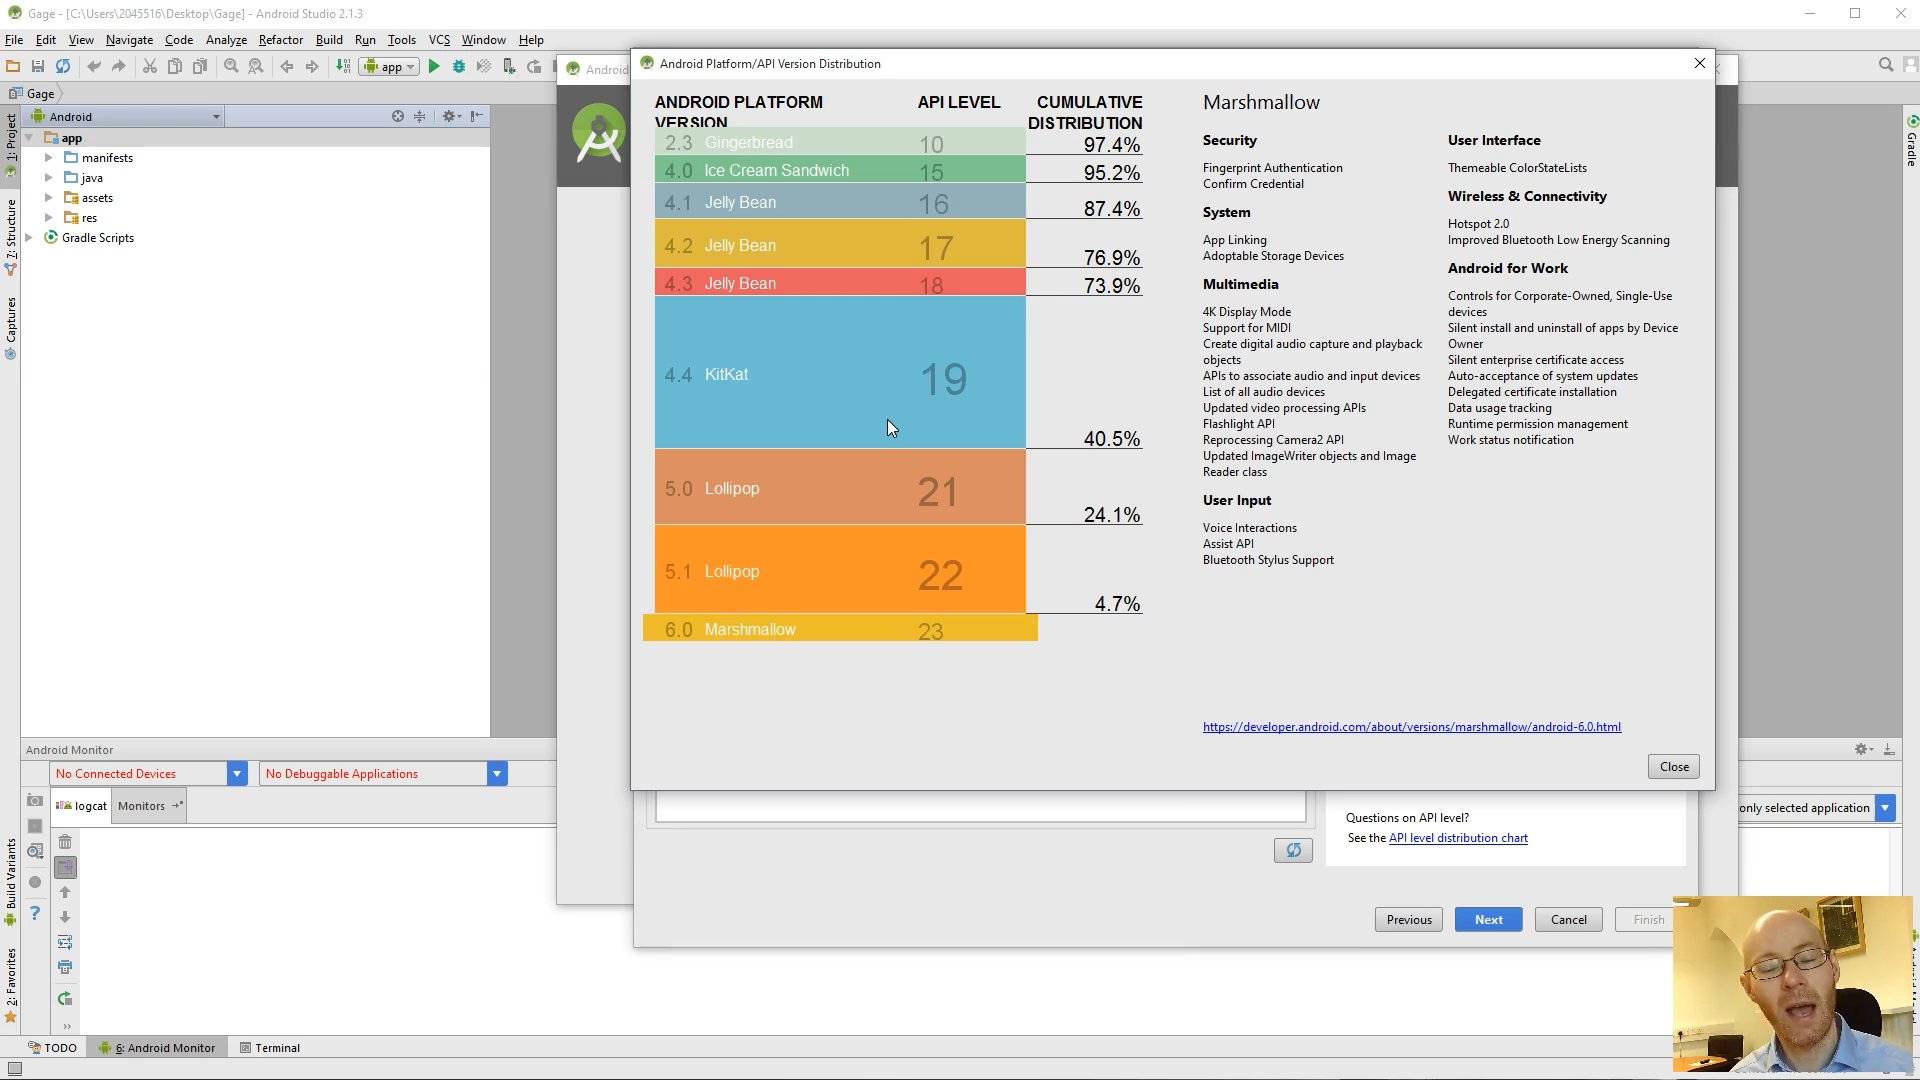 Gage - [C:\Users\2045516\Desktop\Gage] - Android Studio 2.1.3
File Edit View Navigate Code Analyze Refactor Build Run Tools VCS Window Help
app
Gage
Android
app
manifests
java
assets
res
Gradle Scripts
1: Project
7: Structure
Captures
Build Variants
2: Favorites
Gradle
Android
Android Platform/API Version Distribution
ANDROID PLATFORM VERSION
API LEVEL
CUMULATIVE DISTRIBUTION
2.3 Gingerbread 10 97.4%
4.0 Ice Cream Sandwich 15 95.2%
4.1 Jelly Bean 16 87.4%
4.2 Jelly Bean 17 76.9%
4.3 Jelly Bean 18 73.9%
4.4 KitKat 19 40.5%
5.0 Lollipop 21 24.1%
5.1 Lollipop 22 4.7%
6.0 Marshmallow 23
Marshmallow
Security
Fingerprint Authentication
Confirm Credential
System
App Linking
Adoptable Storage Devices
Multimedia
4K Display Mode
Support for MIDI
Create digital audio capture and playback
objects
APIs to associate audio and input devices
List of all audio devices
Updated video processing APIs
Flashlight API
Reprocessing Camera2 API
Updated ImageWriter objects and Image
Reader class
User Input
Voice Interactions
Assist API
Bluetooth Stylus Support
User Interface
Themeable ColorStateLists
Wireless & Connectivity
Hotspot 2.0
Improved Bluetooth Low Energy Scanning
Android for Work
Controls for Corporate-Owned, Single-Use
devices
Silent install and uninstall of apps by Device
Owner
Silent enterprise certificate access
Auto-acceptance of system updates
Delegated certificate installation
Data usage tracking
Runtime permission management
Work status notification
https://developer.android.com/about/versions/marshmallow/android-6.0.html
Close
Android Monitor
No Connected Devices
No Debuggable Applications
logcat
Monitors
only selected application
Questions on API level?
See the API level distribution chart
Previous
Next
Cancel
Finish
TODO
6: Android Monitor
Terminal